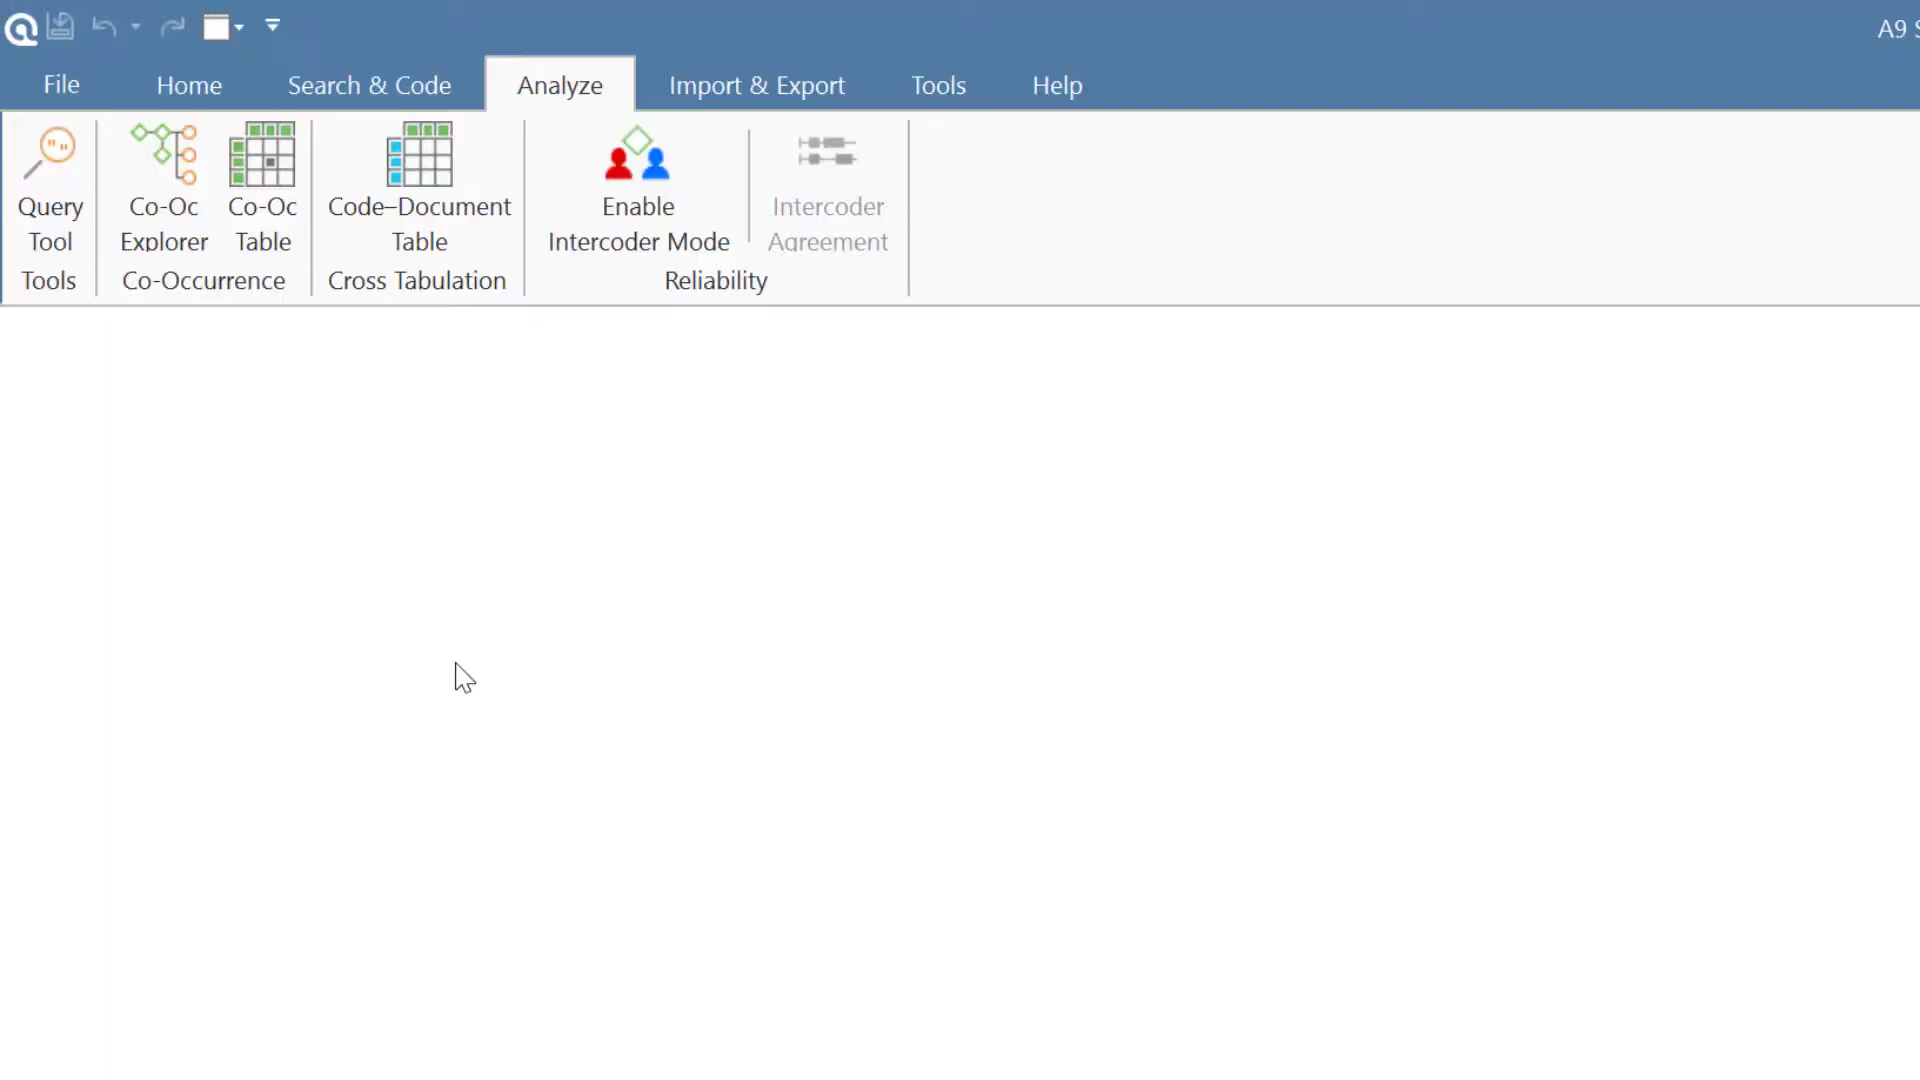 A9
File Home Search & Code Analyze Import & Export Tools Help
Query Tool
Co-Oc Explorer
Co-Oc Table
Code–Document Table
Enable Intercoder Mode
Intercoder Agreement
Tools Co-Occurrence Cross Tabulation Reliability